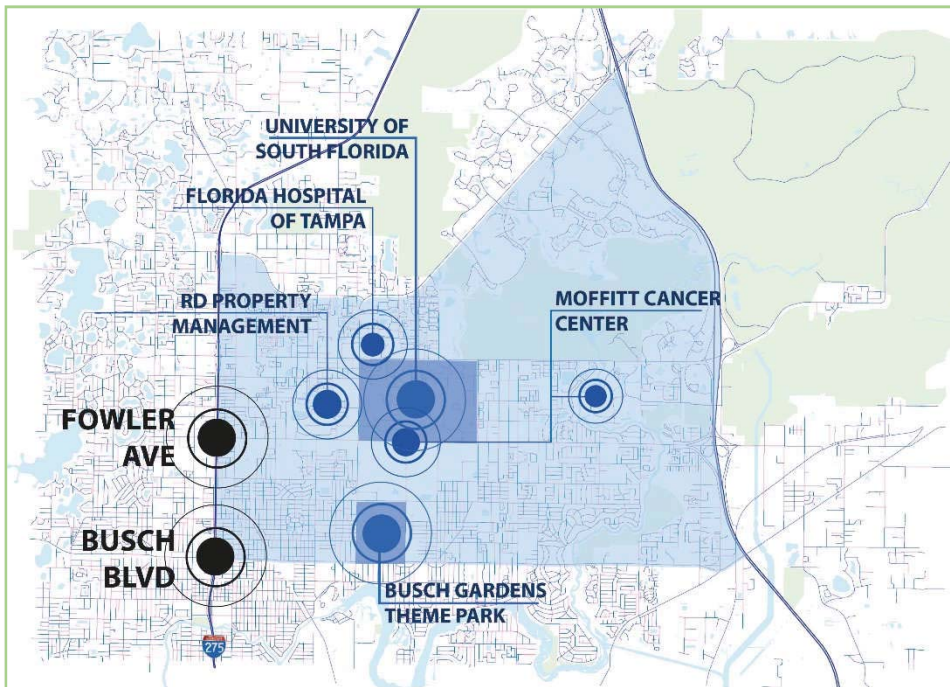 UNIVERSITY OF
SOUTH FLORIDA
FLORIDA HOSPITAL
OF TAMPA
RD PROPERTY
MANAGEMENT
MOFFITT CANCER
CENTER
FOWLER
AVE
BUSCH
BLVD
BUSCH GARDENS
THEME PARK
275